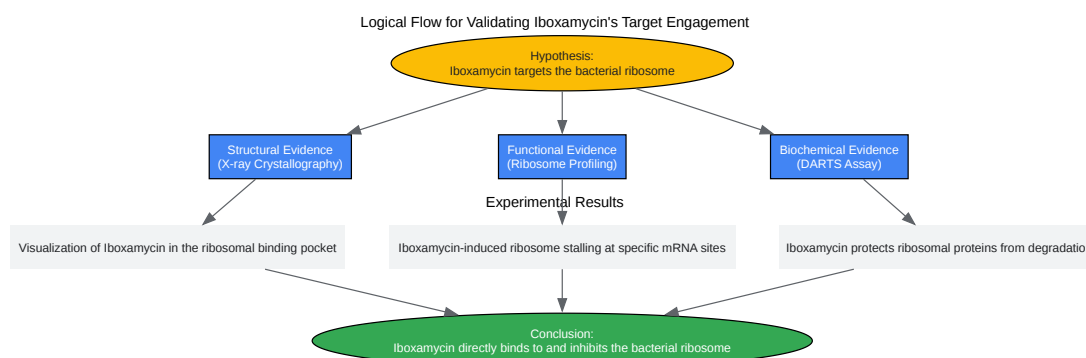 Logical Flow for Validating Iboxamycin's Target Engagement
Hypothesis:
Iboxamycin targets the bacterial ribosome
Structural Evidence
(X-ray Crystallography)
Functional Evidence
(Ribosome Profiling)
Biochemical Evidence
(DARTS Assay)
Experimental Results
Visualization of Iboxamycin in the ribosomal binding pocket
Iboxamycin-induced ribosome stalling at specific mRNA sites
Iboxamycin protects ribosomal proteins from degradatio
Conclusion:
Iboxamycin directly binds to and inhibits the bacterial ribosome